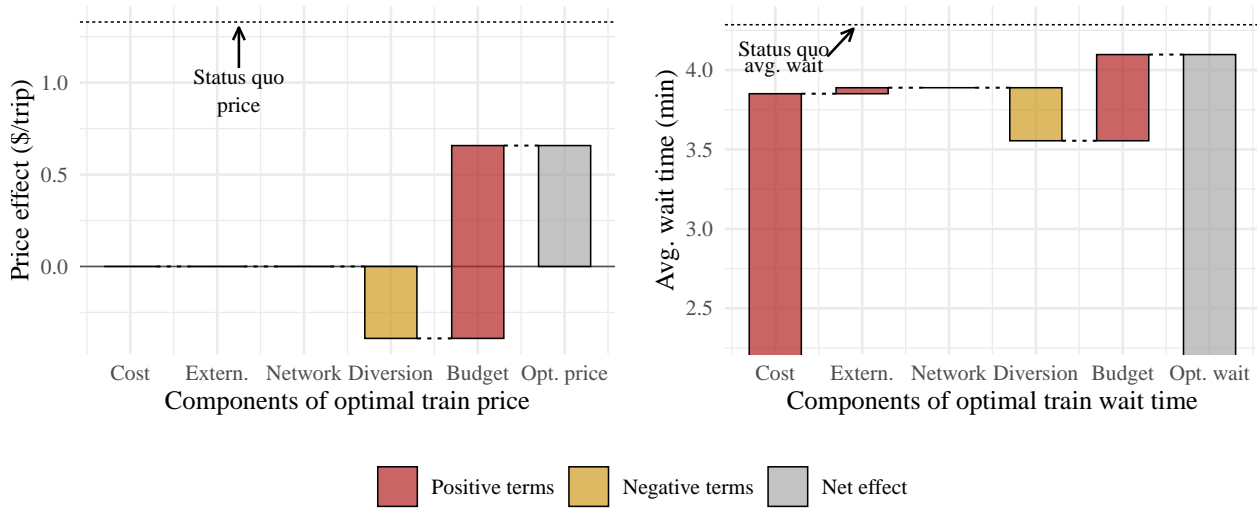 Price effect ($/trip)
1.0
0.5
0.0
Status quo
price
Cost Extern. Network Diversion Budget Opt. price
Components of optimal train price
Avg. wait time (min)
4.0
3.5
3.0
2.5
Status quo
avg. wait
Cost Extern. Network Diversion Budget Opt. wait
Components of optimal train wait time
Positive terms Negative terms Net effect